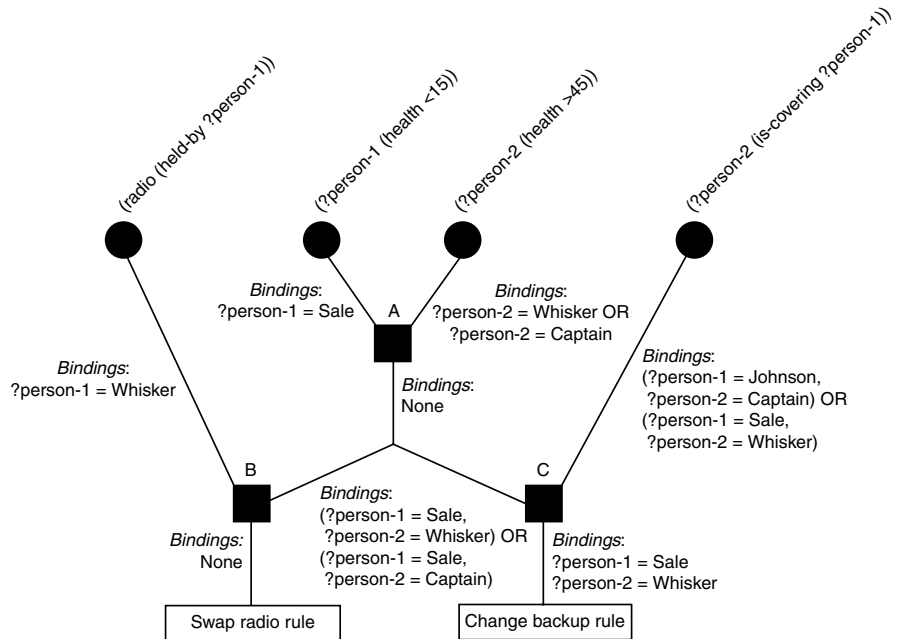 (radio (held-by ?person-1))
(?person-1 (health <15))
(?person-2 (health >45))
(?person-2 (is-covering ?person-1))
Bindings:
?person-1 = Sale
A
Bindings:
?person-2 = Whisker OR
?person-2 = Captain
Bindings:
?person-1 = Whisker
Bindings:
None
Bindings:
(?person-1 = Johnson,
?person-2 = Captain) OR
(?person-1 = Sale,
?person-2 = Whisker)
B
C
Bindings:
None
Bindings:
(?person-1 = Sale,
?person-2 = Whisker) OR
(?person-1 = Sale,
?person-2 = Captain)
Bindings:
?person-1 = Sale
?person-2 = Whisker
Swap radio rule
Change backup rule